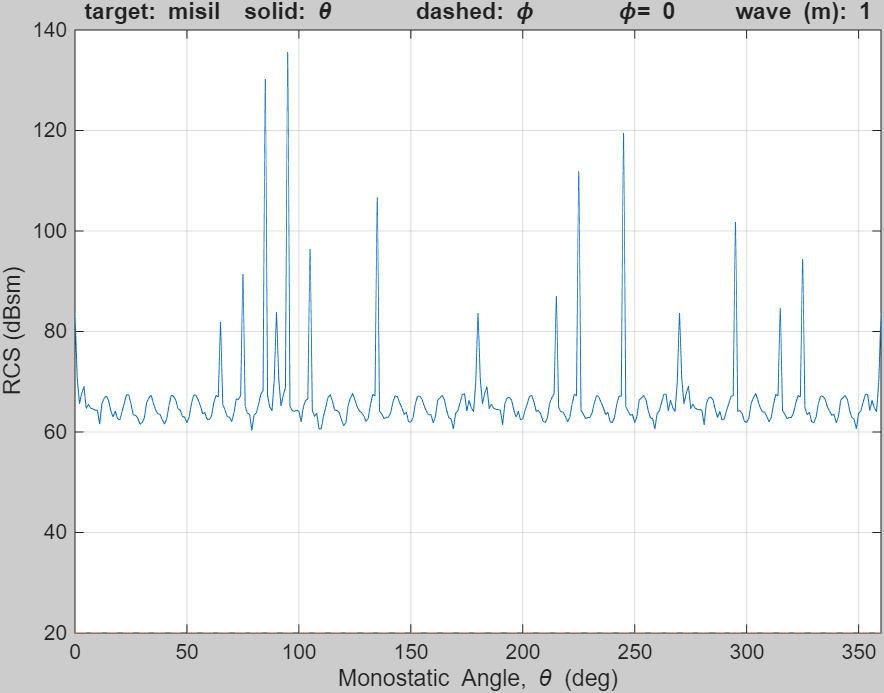 target: misil solid: θ dashed: ϕ ϕ= 0 wave (m): 1
140
120
100
80
60
40
20
RCS (dBsm)
0 50 100 150 200 250 300 350
Monostatic Angle, θ (deg)